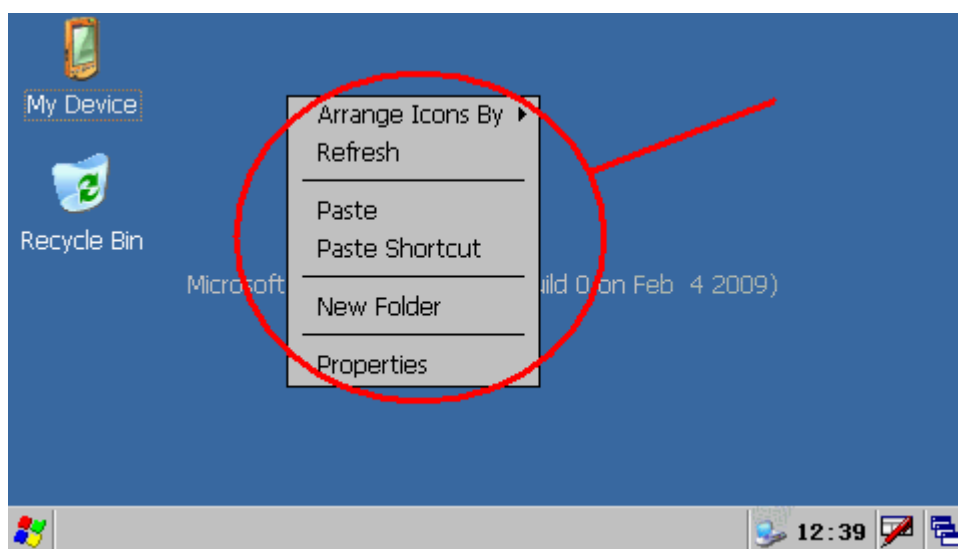 My Device
Recycle Bin
Arrange Icons By
Refresh
Paste
Paste Shortcut
New Folder
Properties
Microsoft
0 on Feb 4 2009)
12:39